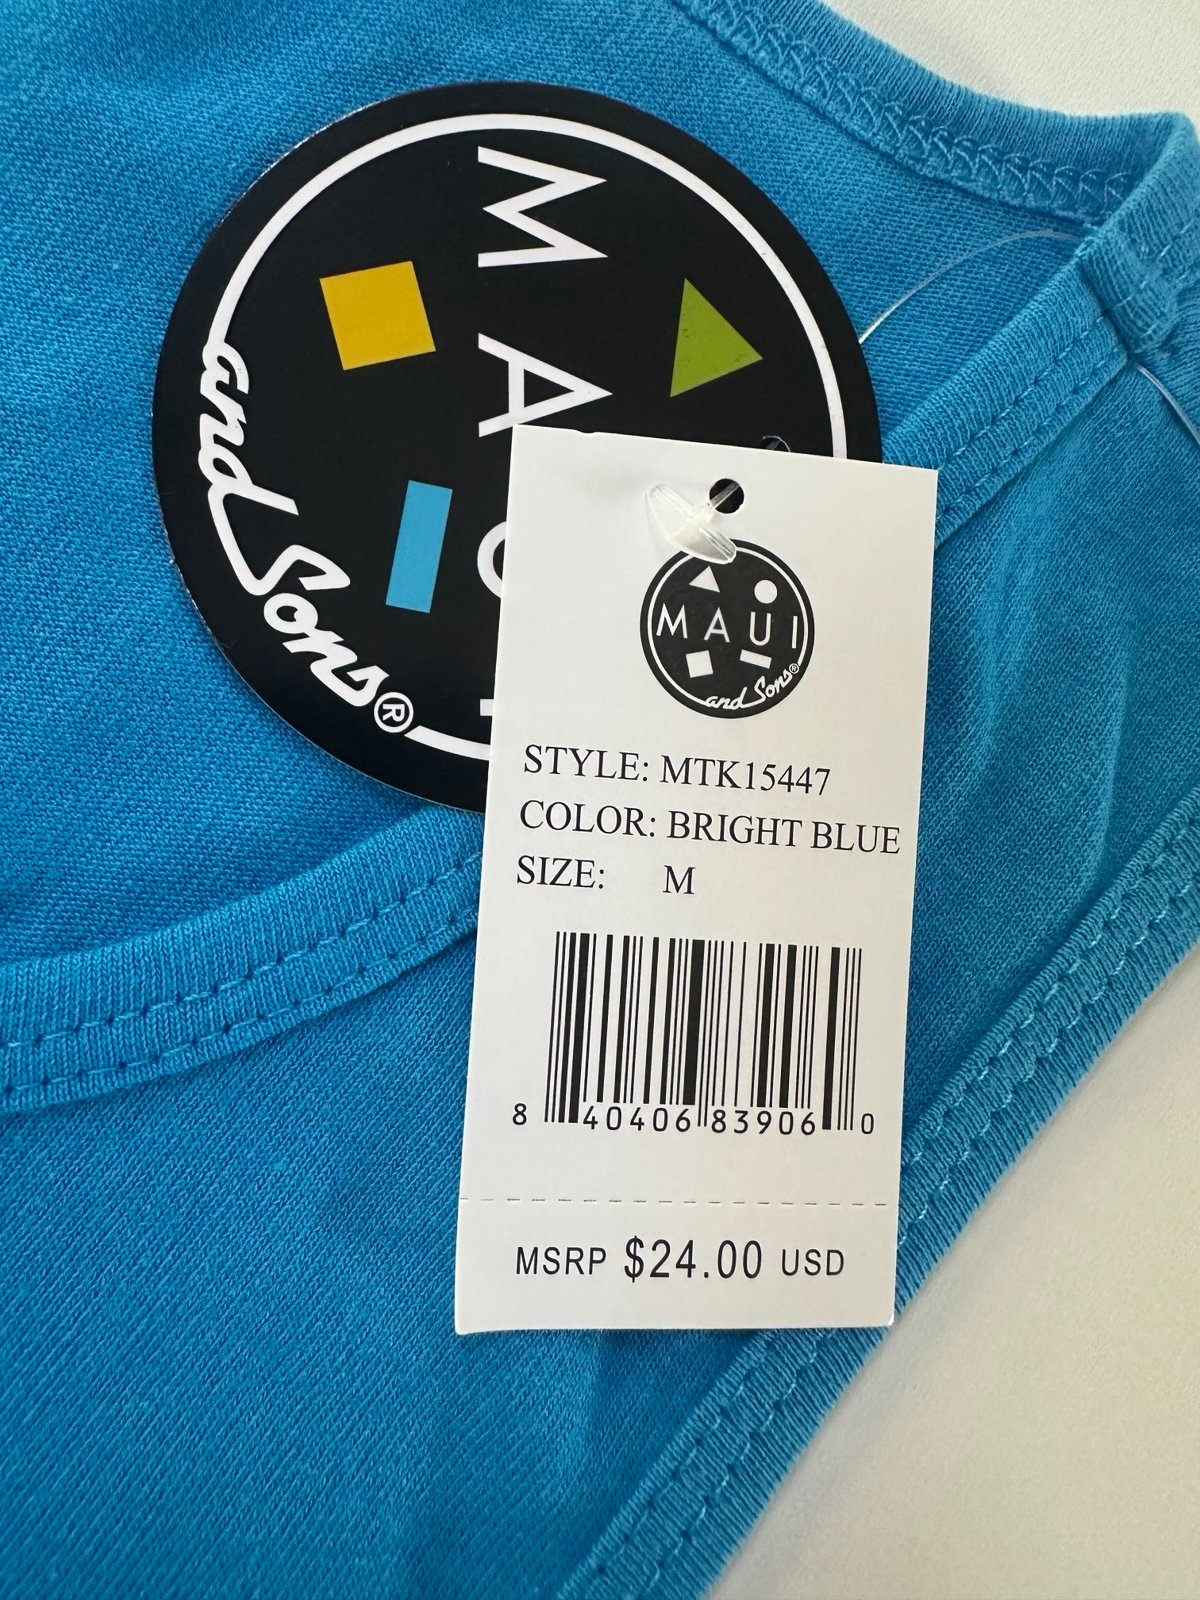 MAU
and Sons®
MAUI
and Sons®
STYLE: MTK15447
COLOR: BRIGHT BLUE
SIZE: M
8 40406 83906 0
MSRP $24.00 USD